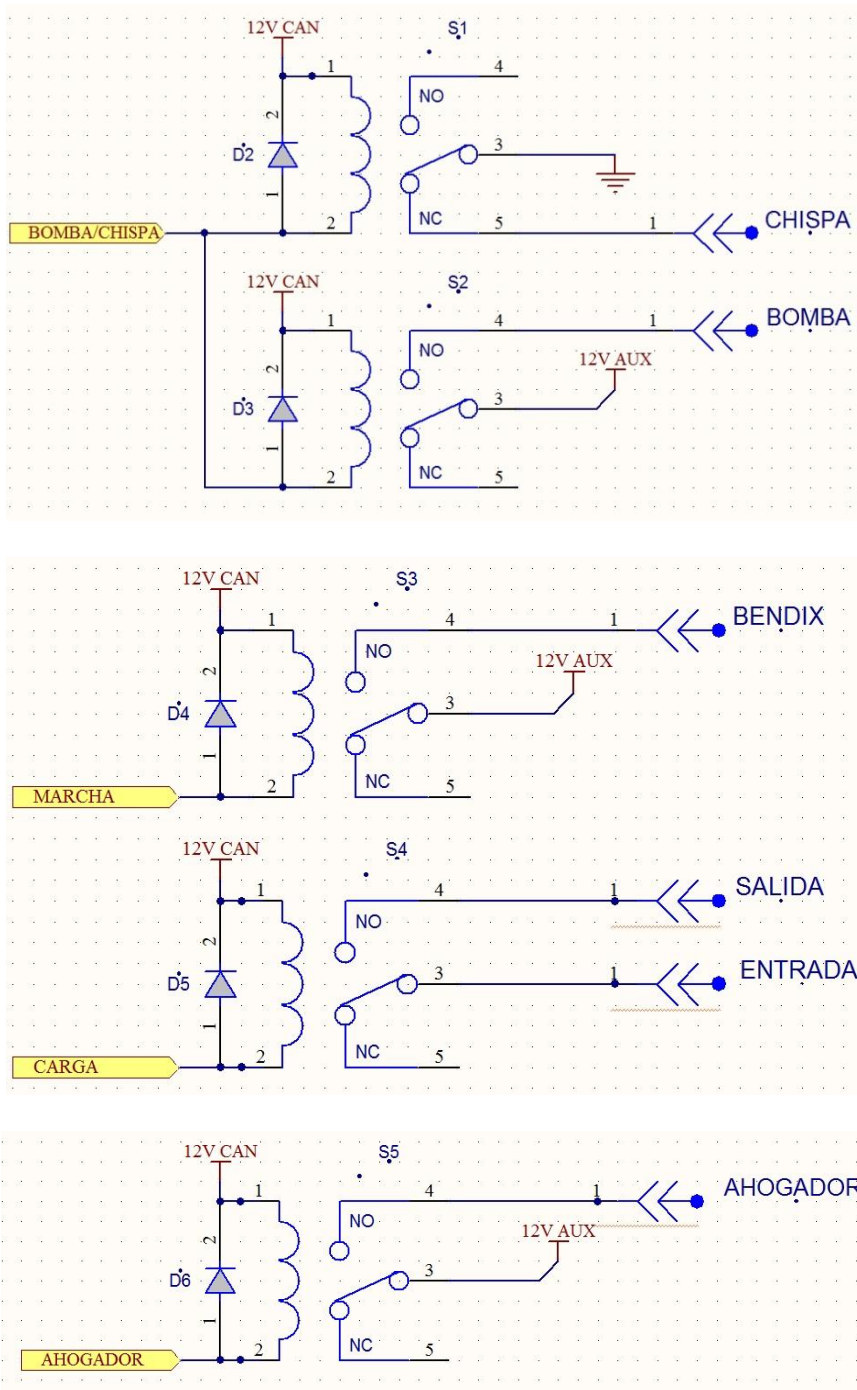 12V CAN
S1
1
4
NO
2
D2
3
1
BOMBA/CHISPA
2
NC
5
1
CHISPA
12V CAN
S2
1
4
1
BOMBA
NO
12V AUX
2
D3
3
1
NC
2
5
12V CAN
S3
1
4
1
BENDIX
NO
12V AUX
2
D4
3
1
NC
MARCHA
2
5
12V CAN
S4
1
4
1
SALIDA
NO
2
D5
3
1
ENTRADA
1
NC
CARGA
2
5
12V CAN
S5
1
4
1
AHOGADOR
NO
12V AUX
2
D6
3
1
NC
AHOGADOR
2
5